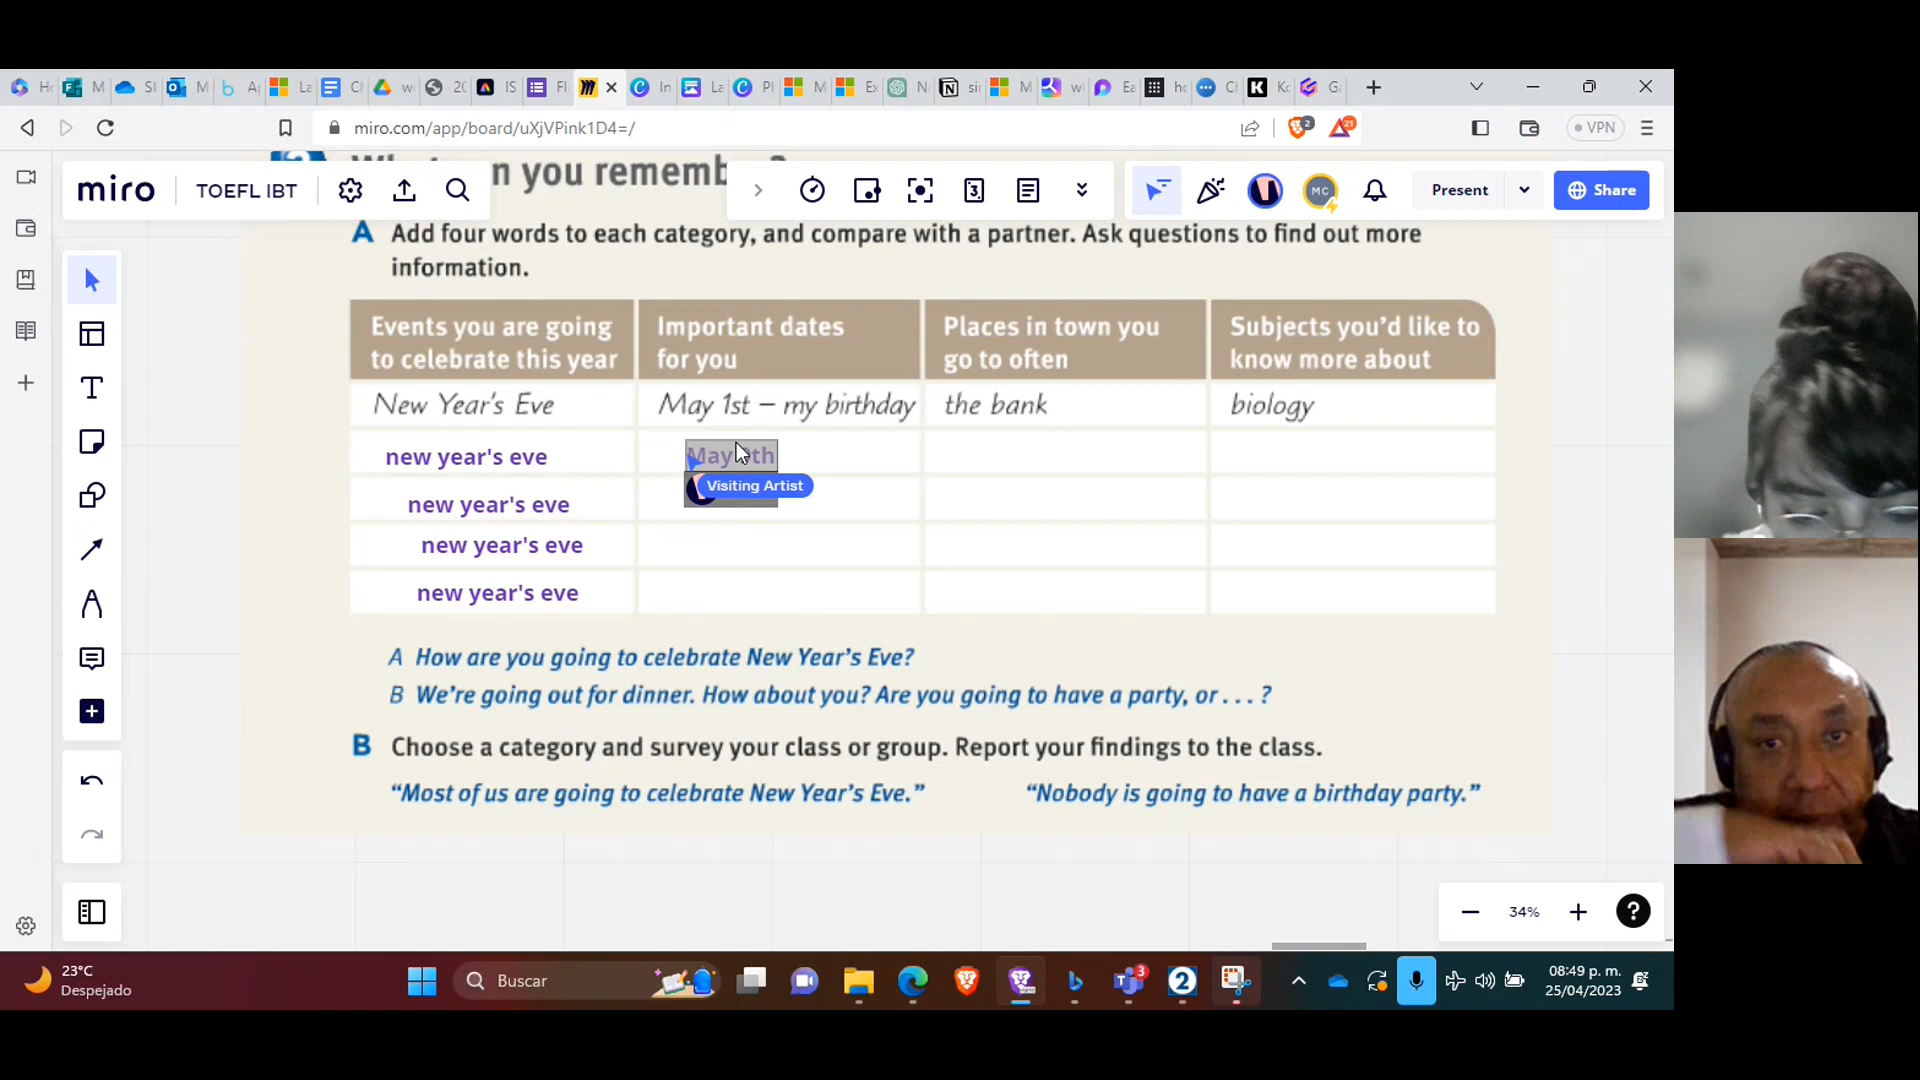 miro.com/app/board/uXjVPink1D4=/
2
21
VPN
miro
TOEFL IBT
n you rememb
3
MC
Present
Share
A Add four words to each category, and compare with a partner. Ask questions to find out more
information.
Events you are going
to celebrate this year
Important dates
for you
Places in town you
go to often
Subjects you'd like to
know more about
New Year's Eve
May 1st – my birthday
the bank
biology
new year's eve
new year's eve
Visiting Artist
new year's eve
new year's eve
A How are you going to celebrate New Year's Eve?
B We're going out for dinner. How about you? Are you going to have a party, or . . . ?
B Choose a category and survey your class or group. Report your findings to the class.
"Most of us are going to celebrate New Year's Eve."
"Nobody is going to have a birthday party."
34%
23°C
Despejado
Buscar
3
2
08:49 p. m.
25/04/2023